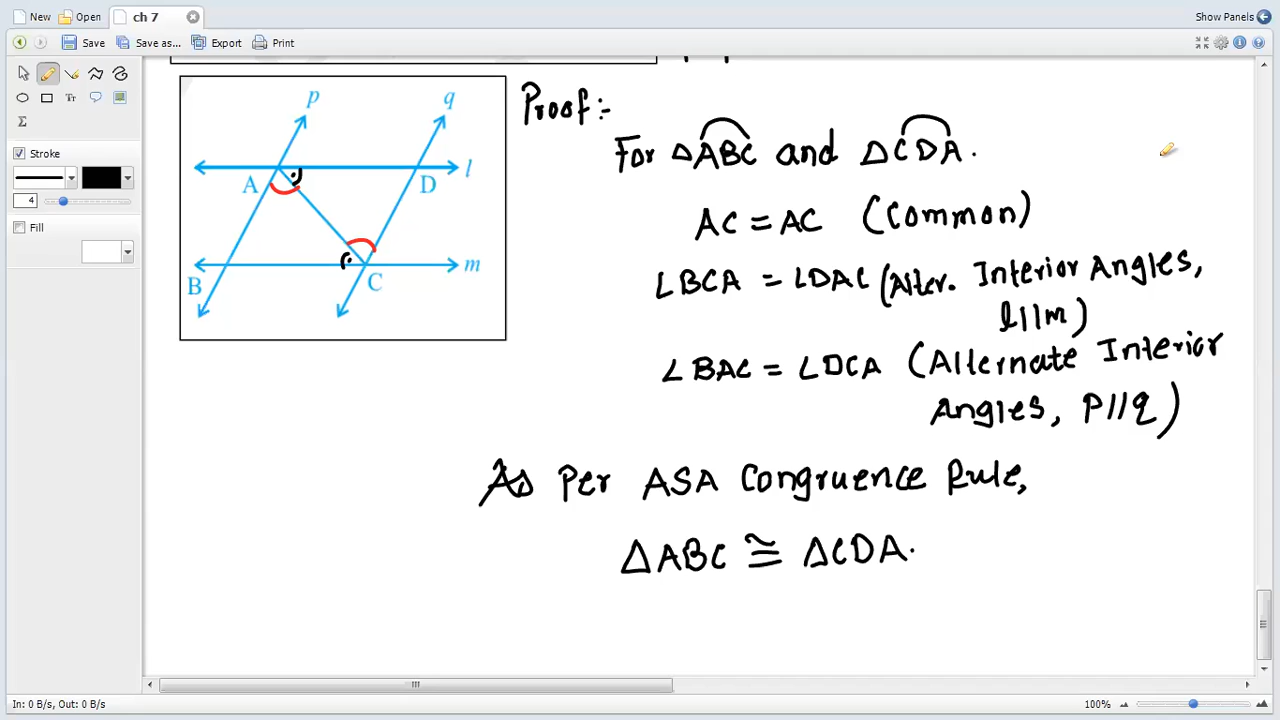 New Open ch 7 Show Panels
Save Save as... Export Print
Stroke
4
Fill
p q
A D l
B C m
Proof:-
For △ABC and △CDA.
AC = AC (Common)
∠BCA = ∠DAC (Alter. Interior Angles,
l||m)
∠BAC = ∠DCA (Alternate Interior
Angles, P||q)
As Per ASA Congruence Rule,
△ABC ≅ △CDA.
In: 0 B/s, Out: 0 B/s 100%